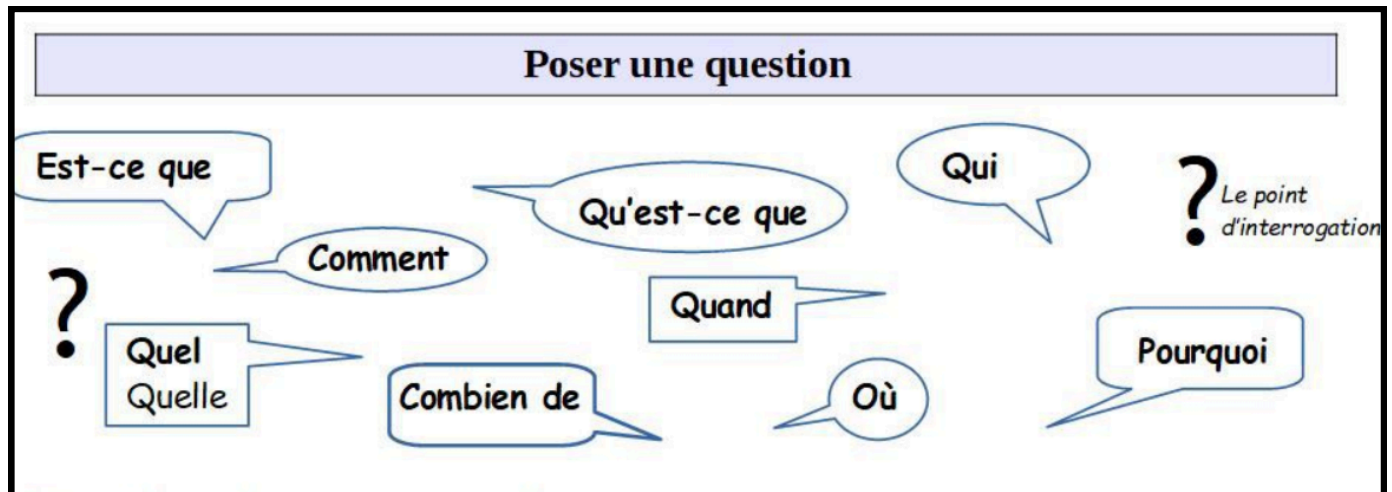 Poser une question
Est-ce que
Qu'est-ce que
Qui
?
Le point
d'interrogation
Comment
?
Quand
Quel
Quelle
Combien de
Où
Pourquoi